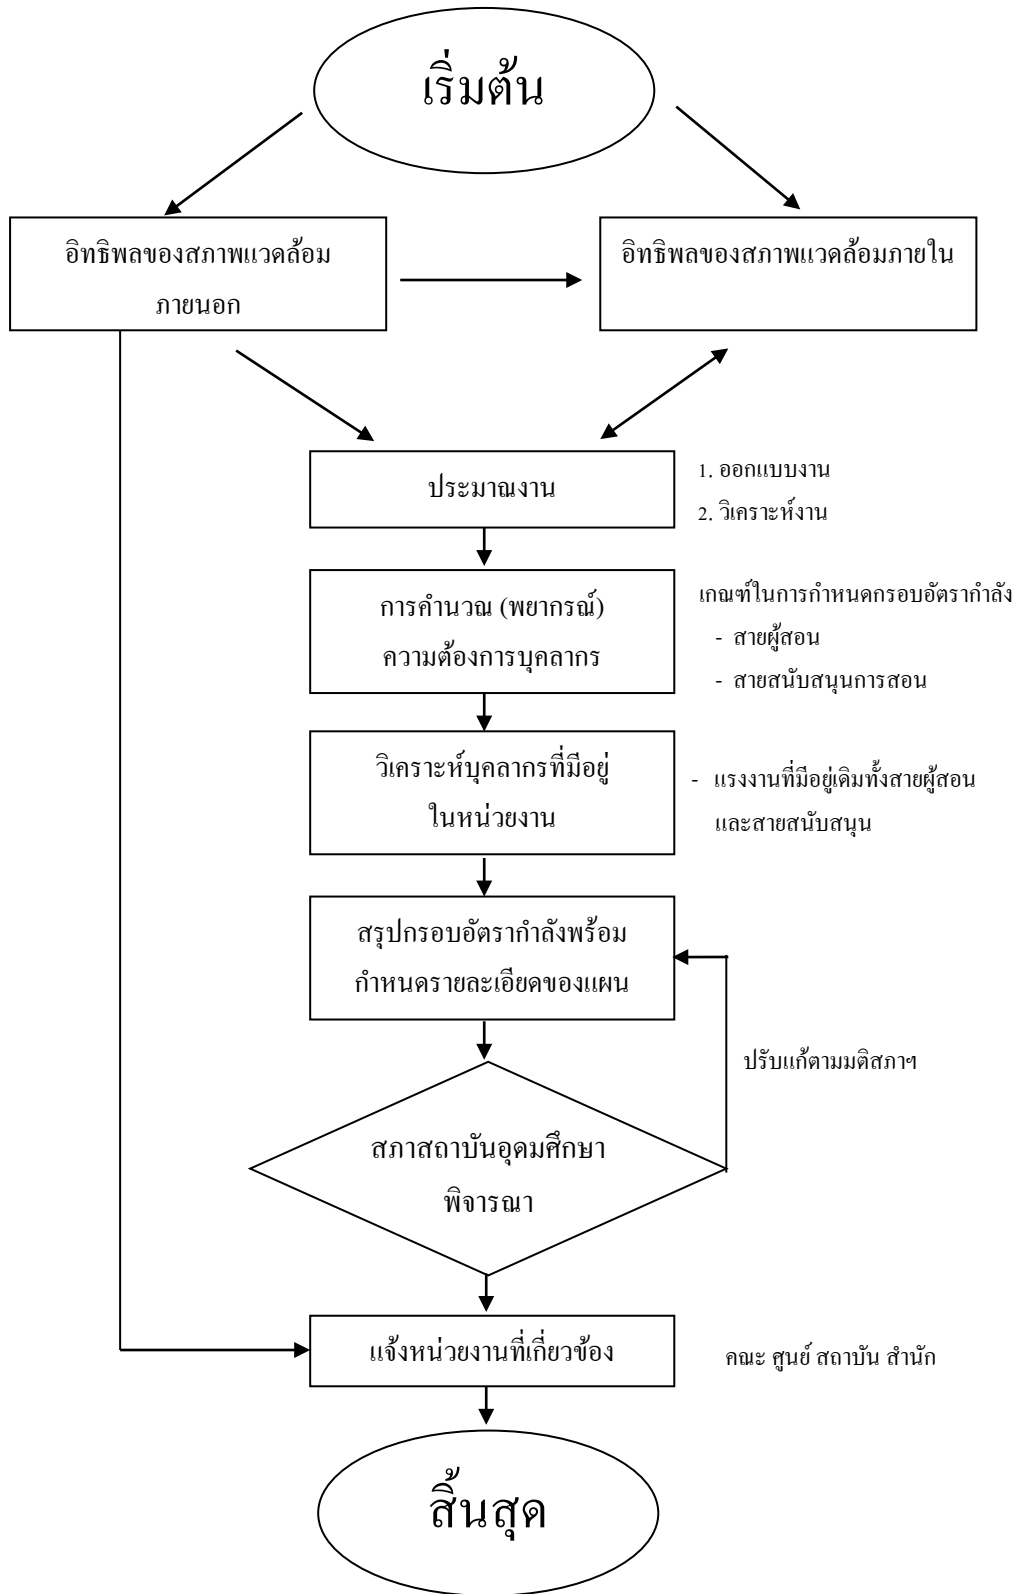 เริ่มต้น
อิทธิพลของสภาพแวดล้อม
ภายนอก
อิทธิพลของสภาพแวดล้อมภายใน
ประมาณงาน
1. ออกแบบงาน
2. วิเคราะห์งาน
การคำนวณ (พยากรณ์)
ความต้องการบุคลากร
เกณฑ์ในการกำหนดกรอบอัตรากำลัง
- สายผู้สอน
- สายสนับสนุนการสอน
วิเคราะห์บุคลากรที่มีอยู่
ในหน่วยงาน
- แรงงานที่มีอยู่เดิมทั้งสายผู้สอน
และสายสนับสนุน
สรุปกรอบอัตรากำลังพร้อม
กำหนดรายละเอียดของแผน
ปรับแก้ตามมติสภาฯ
สภาสถาบันอุดมศึกษา
พิจารณา
แจ้งหน่วยงานที่เกี่ยวข้อง
คณะ ศูนย์ สถาบัน สำนัก
สิ้นสุด